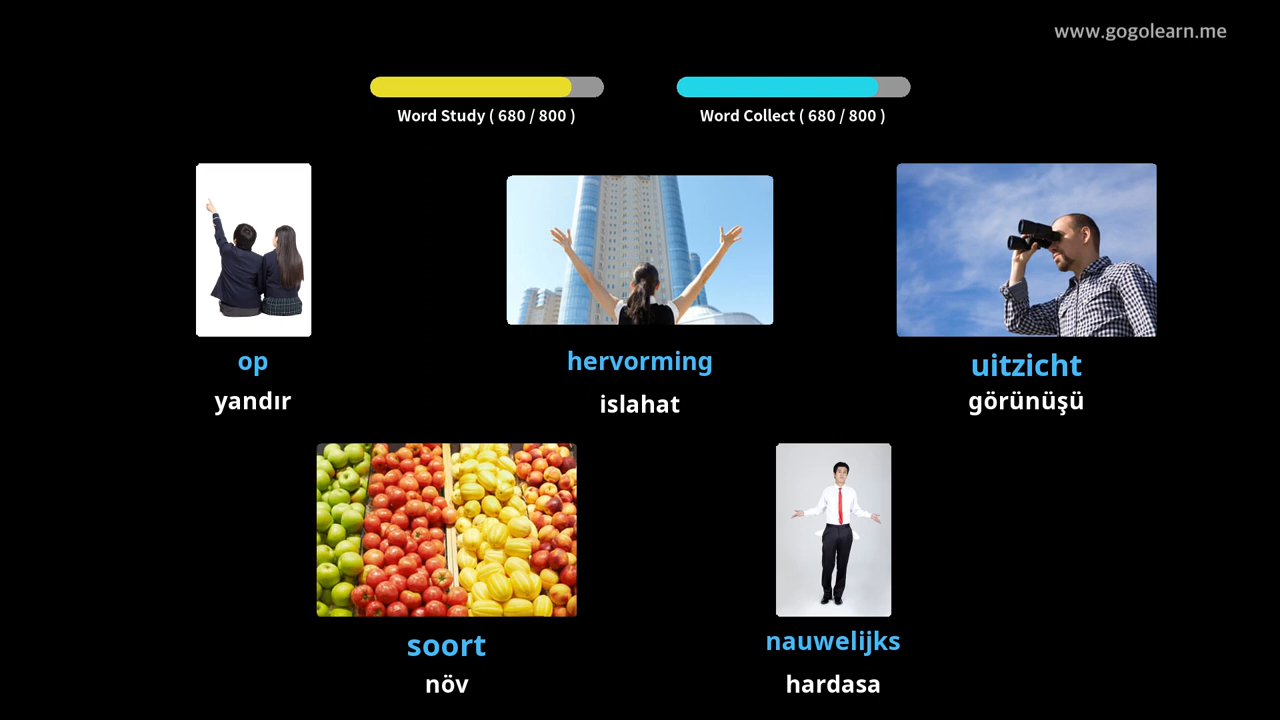 www.gogolearn.me
Word Study ( 680 / 800 )
Word Collect ( 680 / 800 )
op
yandır
hervorming
islahat
uitzicht
görünüşü
soort
növ
nauwelijks
hardasa